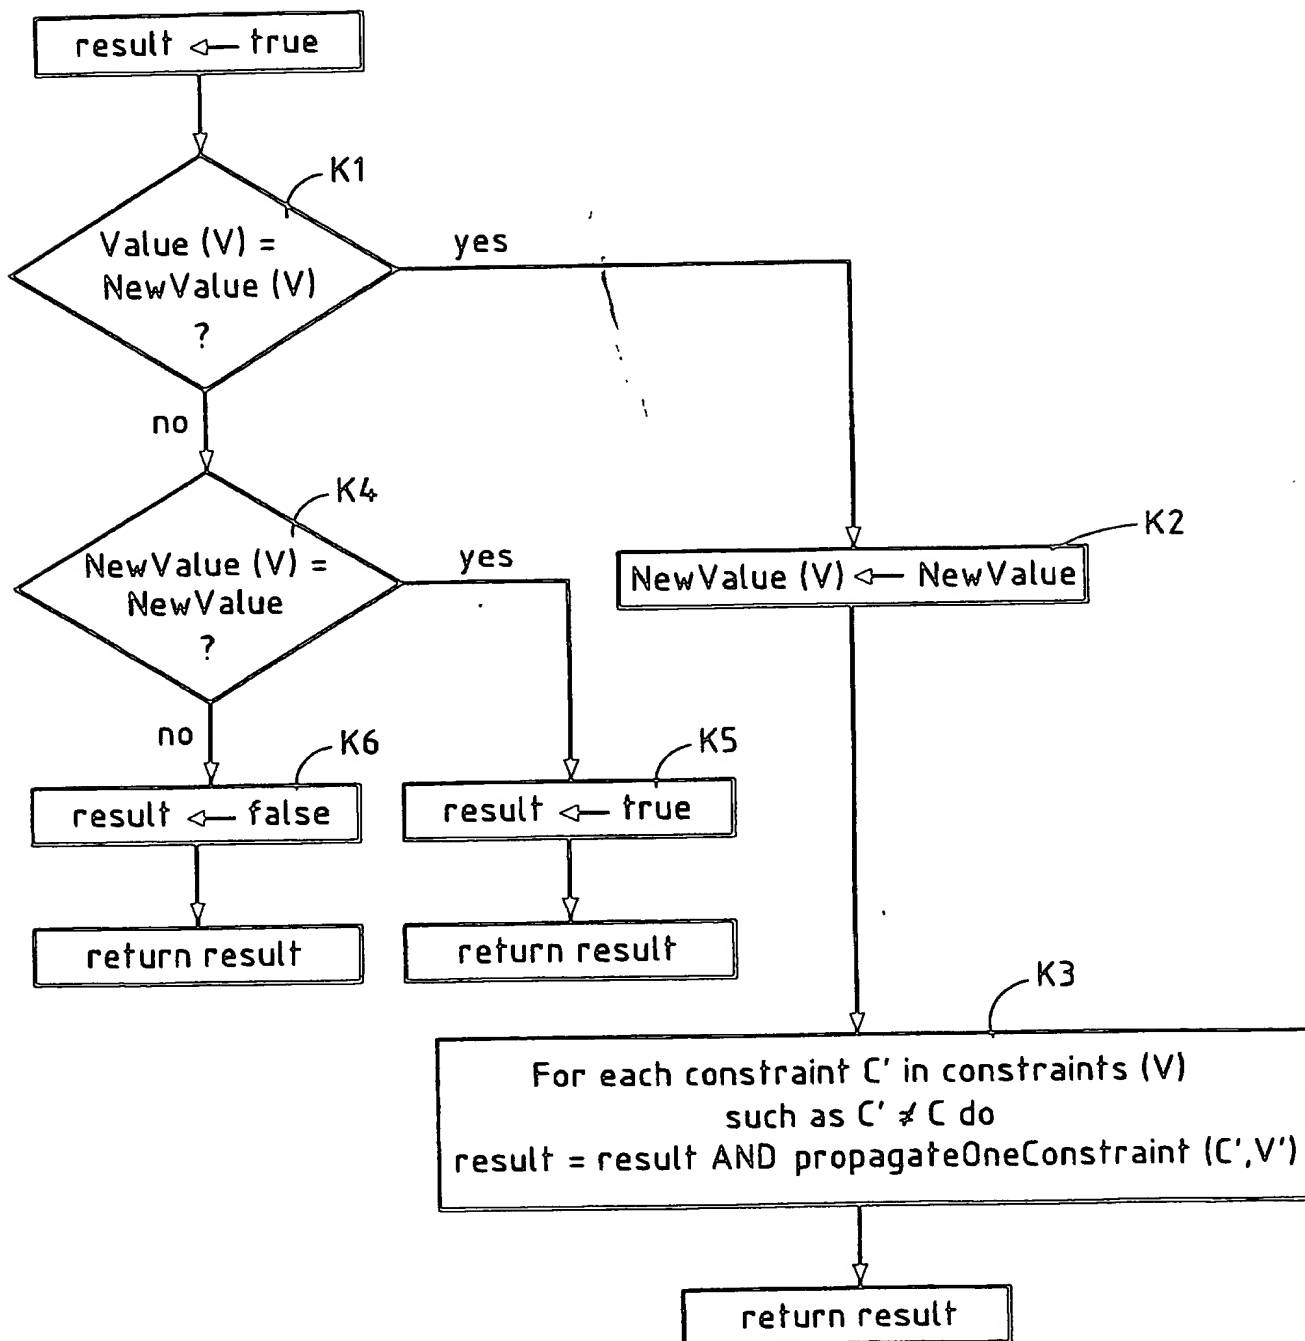 result ← true
K1
Value (V) =
NewValue (V)
?
yes
no
K4
NewValue (V) =
NewValue
?
yes
K2
NewValue (V) ← NewValue
no
K6
result ← false
K5
result ← true
return result
return result
K3
For each constraint C' in constraints (V)
such as C' ≠ C do
result = result AND propagateOneConstraint (C',V')
return result